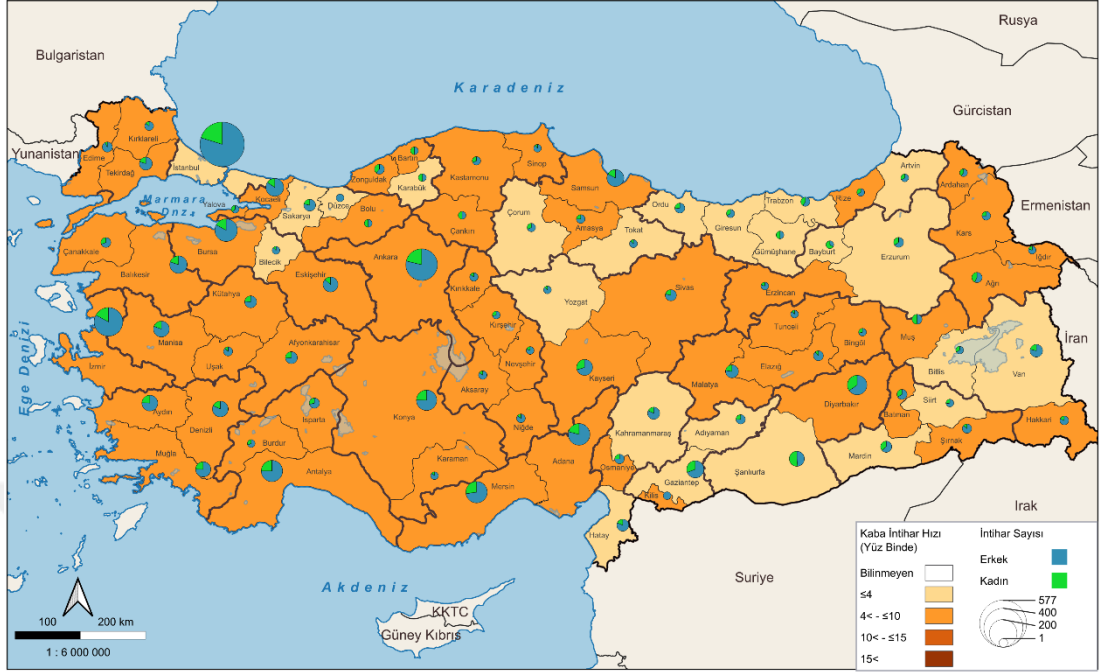 Rusya
Bulgaristan
Karadeniz
Gürcistan
Yunanistan
Kırklareli
Edirne
Tekirdağ
İstanbul
Marmara
Dnz.
Yalova
Kocaeli
Sakarya
Düzce
Bolu
Zonguldak
Bartın
Karabük
Kastamonu
Sinop
Samsun
Çankırı
Çorum
Amasya
Tokat
Ordu
Giresun
Trabzon
Gümüşhane
Bayburt
Rize
Artvin
Ardahan
Kars
Ermenistan
Iğdır
Ağrı
Erzurum
Erzincan
Çanakkale
Balıkesir
Bursa
Bilecik
Eskişehir
Kütahya
Ankara
Kırıkkale
Yozgat
Sivas
Tunceli
Bingöl
Muş
Bitlis
Van
İran
Ege Denizi
İzmir
Manisa
Uşak
Afyonkarahisar
Kırşehir
Nevşehir
Aksaray
Kayseri
Malatya
Elazığ
Diyarbakır
Batman
Siirt
Şırnak
Hakkari
Aydın
Denizli
Isparta
Burdur
Muğla
Antalya
Konya
Karaman
Niğde
Mersin
Adana
Osmaniye
Kahramanmaraş
Adıyaman
Gaziantep
Kilis
Şanlıurfa
Mardin
Hatay
Irak
Suriye
Akdeniz
KKTC
Güney Kıbrıs
100 200 km
1 : 6 000 000
Kaba İntihar Hızı
(Yüz Binde)
Bilinmeyen
≤4
4< - ≤10
10< - ≤15
15<
İntihar Sayısı
Erkek
Kadın
577
400
200
1